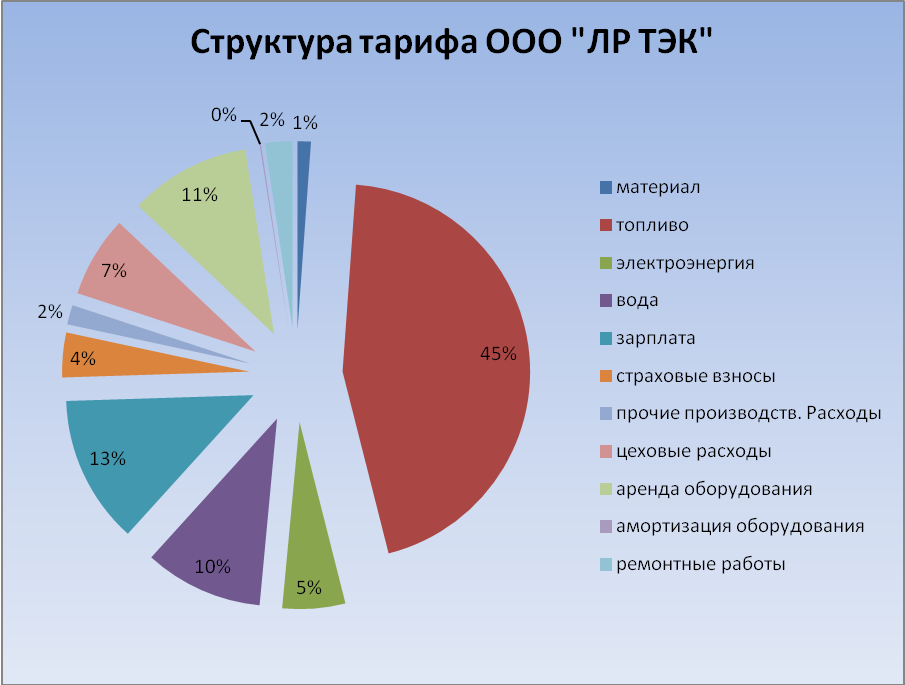 Структура тарифа ООО "ЛР ТЭК"
0%
2%
1%
11%
7%
2%
4%
13%
10%
5%
45%
материал
топливо
электроэнергия
вода
зарплата
страховые взносы
прочие производств. Расходы
цеховые расходы
аренда оборудования
амортизация оборудования
ремонтные работы